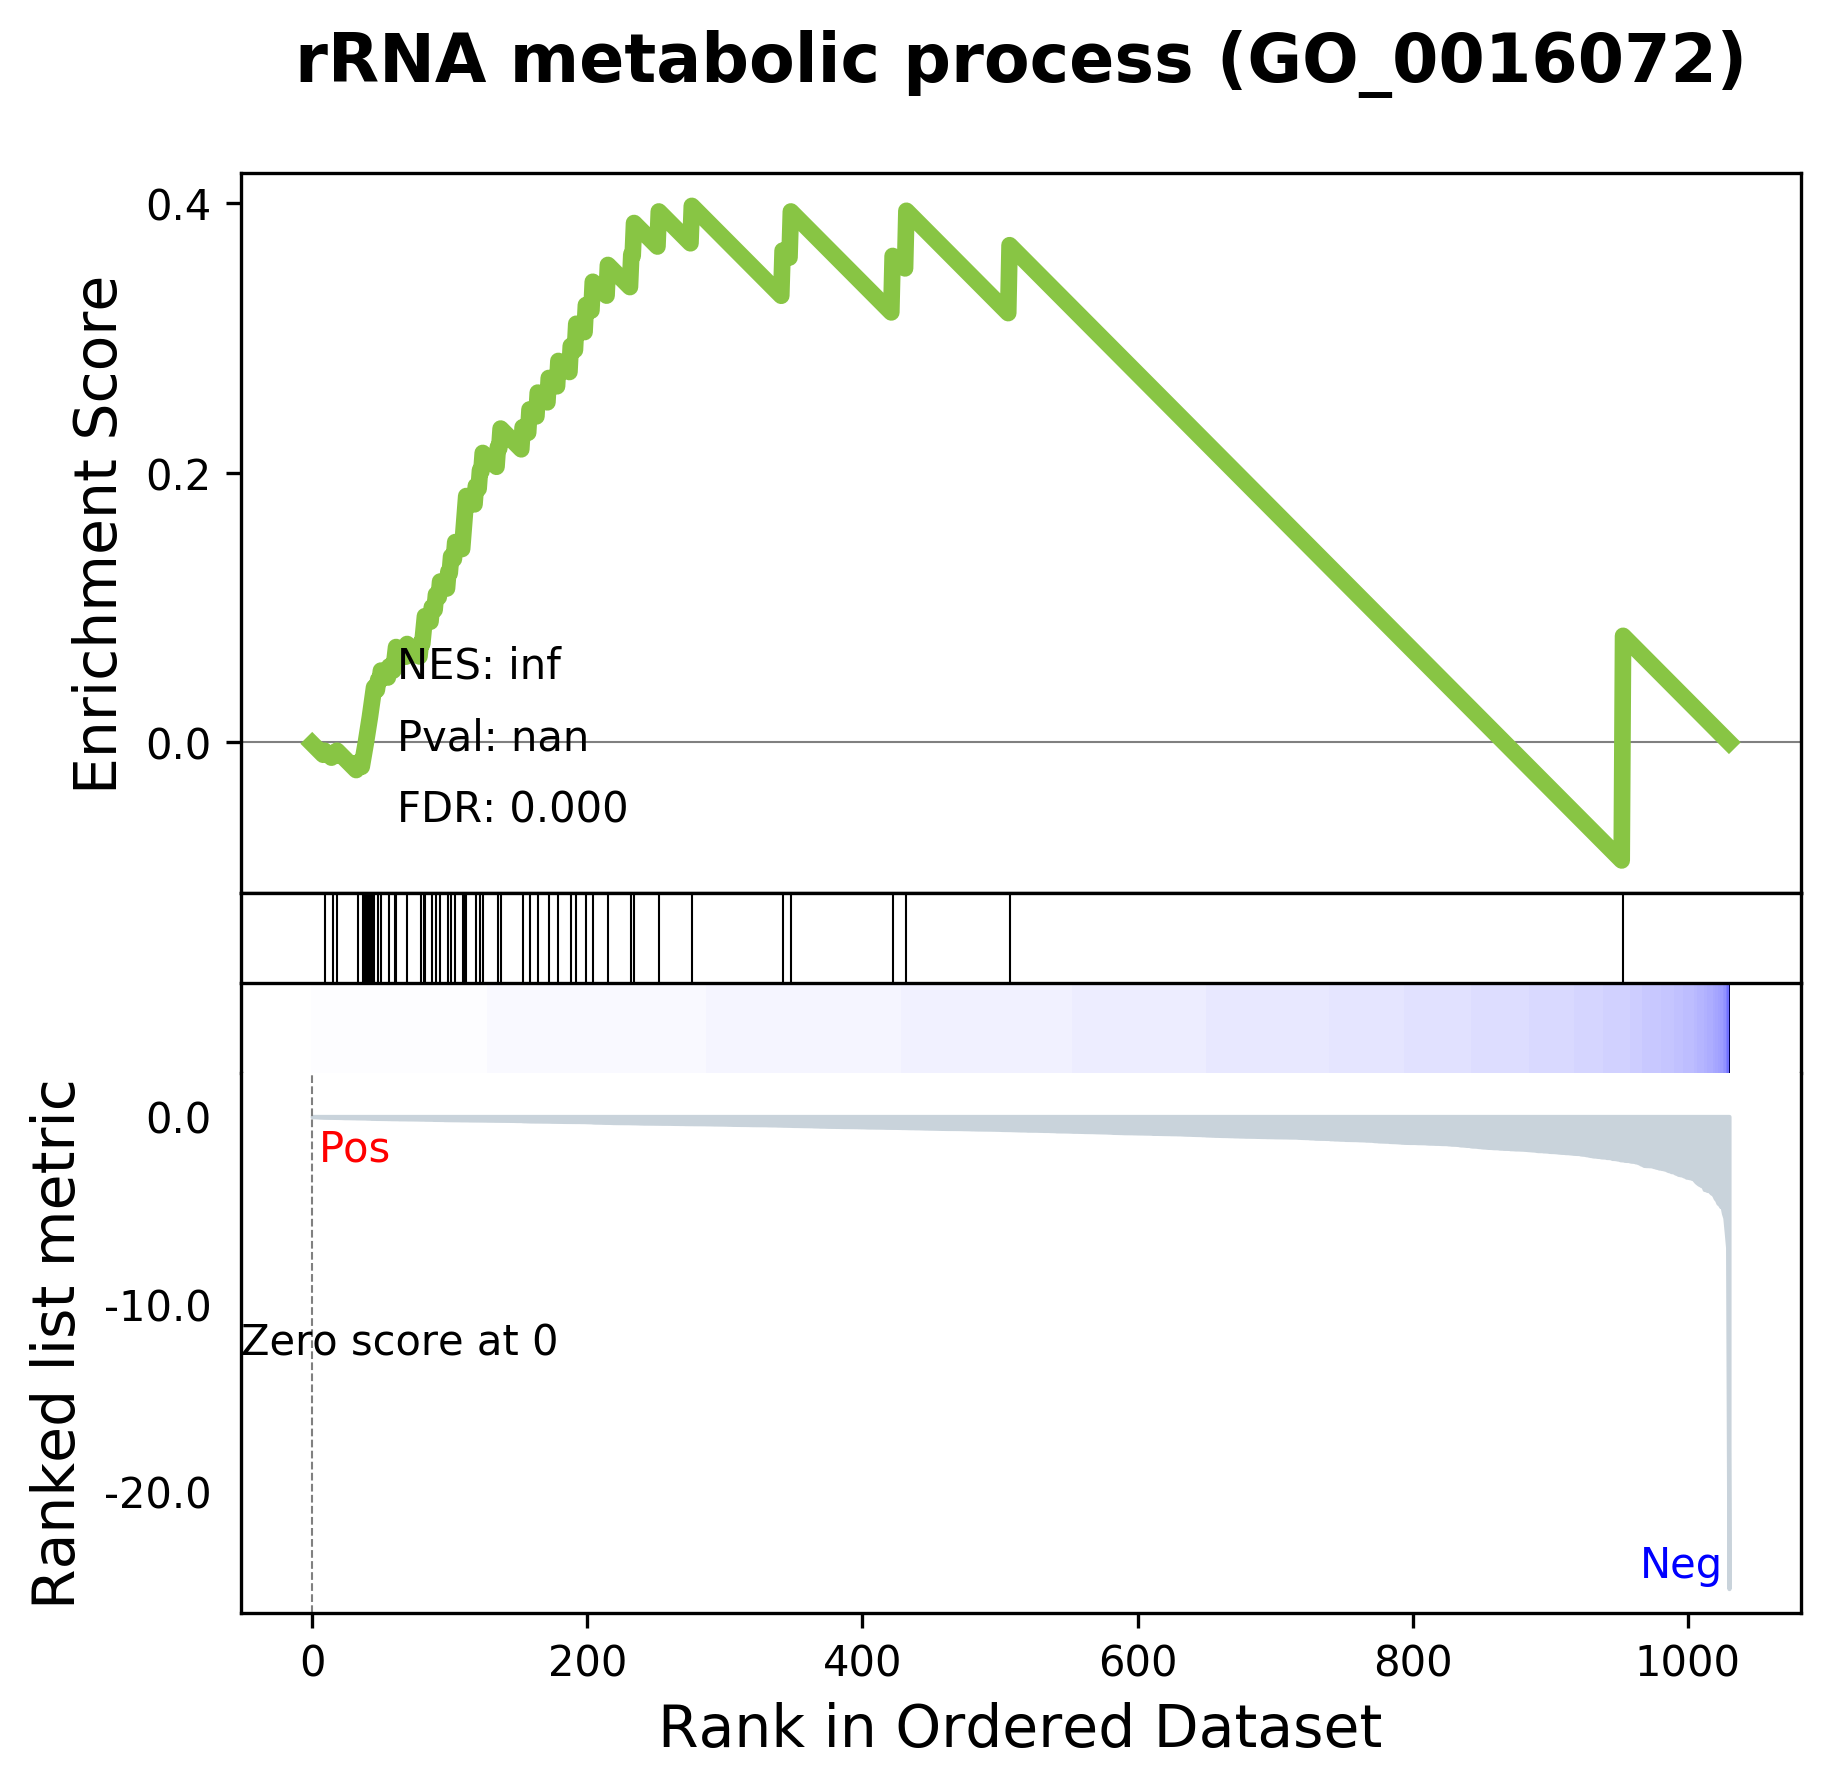 rRNA metabolic process (GO_0016072)
Enrichment Score
0.4
0.2
0.0
NES: inf
Pval: nan
FDR: 0.000
Ranked list metric
0.0
-10.0
-20.0
Pos
Zero score at 0
Neg
0 200 400 600 800 1000
Rank in Ordered Dataset